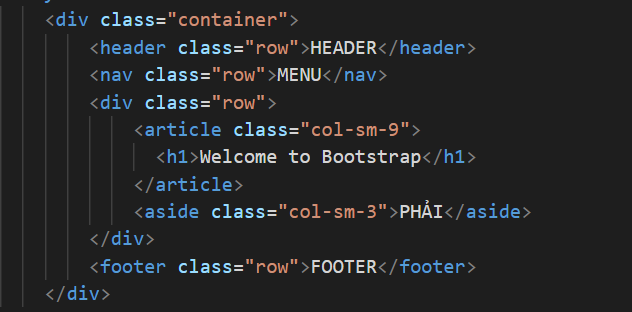 <div class="container">
<header class="row">HEADER</header>
<nav class="row">MENU</nav>
<div class="row">
<article class="col-sm-9">
<h1>Welcome to Bootstrap</h1>
</article>
<aside class="col-sm-3">PHẢI</aside>
</div>
<footer class="row">FOOTER</footer>
</div>